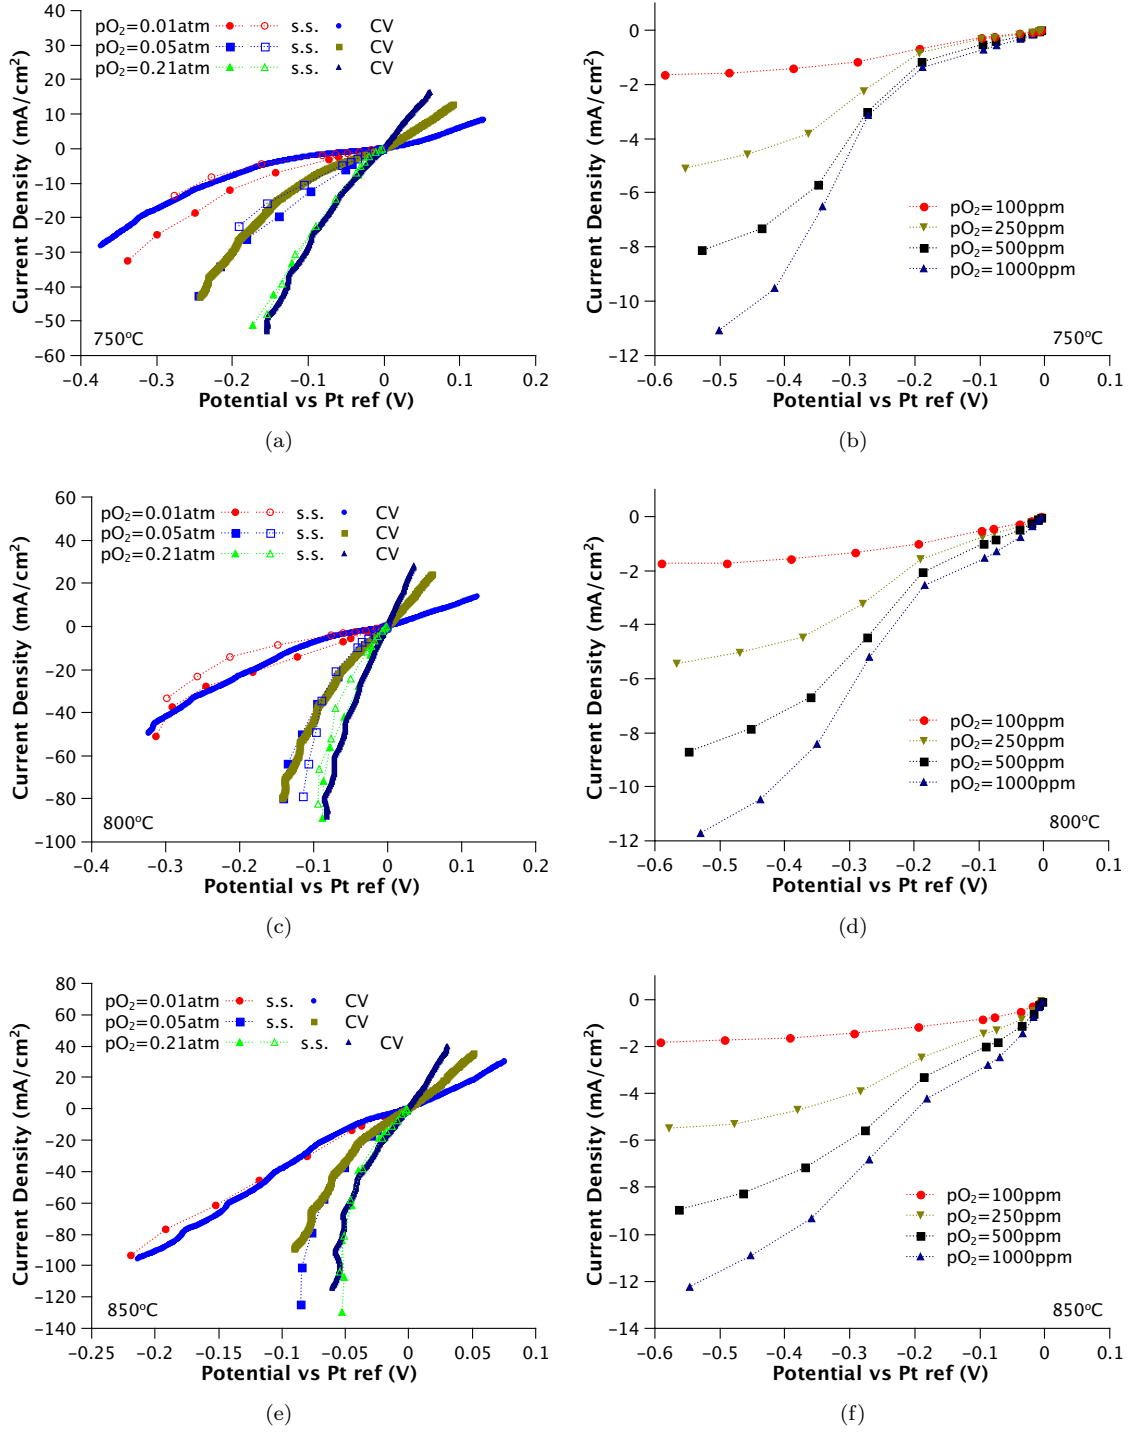 40
30
20
10
0
−10
−20
−30
−40
−50
−60
Current Density (mA/cm²)
pO₂=0.01atm s.s. CV
pO₂=0.05atm s.s. CV
pO₂=0.21atm s.s. CV
750ºC
−0.4 −0.3 −0.2 −0.1 0 0.1 0.2
Potential vs Pt ref (V)
(a)
0
−2
−4
−6
−8
−10
−12
Current Density (mA/cm²)
pO₂=100ppm
pO₂=250ppm
pO₂=500ppm
pO₂=1000ppm
750ºC
−0.6 −0.5 −0.4 −0.3 −0.2 −0.1 0 0.1
Potential vs Pt ref (V)
(b)
60
40
20
0
−20
−40
−60
−80
−100
Current Density (mA/cm²)
pO₂=0.01atm s.s. CV
pO₂=0.05atm s.s. CV
pO₂=0.21atm s.s. CV
800ºC
−0.4 −0.3 −0.2 −0.1 0 0.1 0.2
Potential vs Pt ref (V)
(c)
0
−2
−4
−6
−8
−10
−12
Current Density (mA/cm²)
pO₂=100ppm
pO₂=250ppm
pO₂=500ppm
pO₂=1000ppm
800ºC
−0.6 −0.5 −0.4 −0.3 −0.2 −0.1 0 0.1
Potential vs Pt ref (V)
(d)
80
60
40
20
0
−20
−40
−60
−80
−100
−120
−140
Current Density (mA/cm²)
pO₂=0.01atm s.s. CV
pO₂=0.05atm s.s. CV
pO₂=0.21atm s.s. CV
850ºC
−0.25 −0.2 −0.15 −0.1 −0.05 0 0.05 0.1
Potential vs Pt ref (V)
(e)
0
−2
−4
−6
−8
−10
−12
−14
Current Density (mA/cm²)
pO₂=100ppm
pO₂=250ppm
pO₂=500ppm
pO₂=1000ppm
850ºC
−0.6 −0.5 −0.4 −0.3 −0.2 −0.1 0 0.1
Potential vs Pt ref (V)
(f)